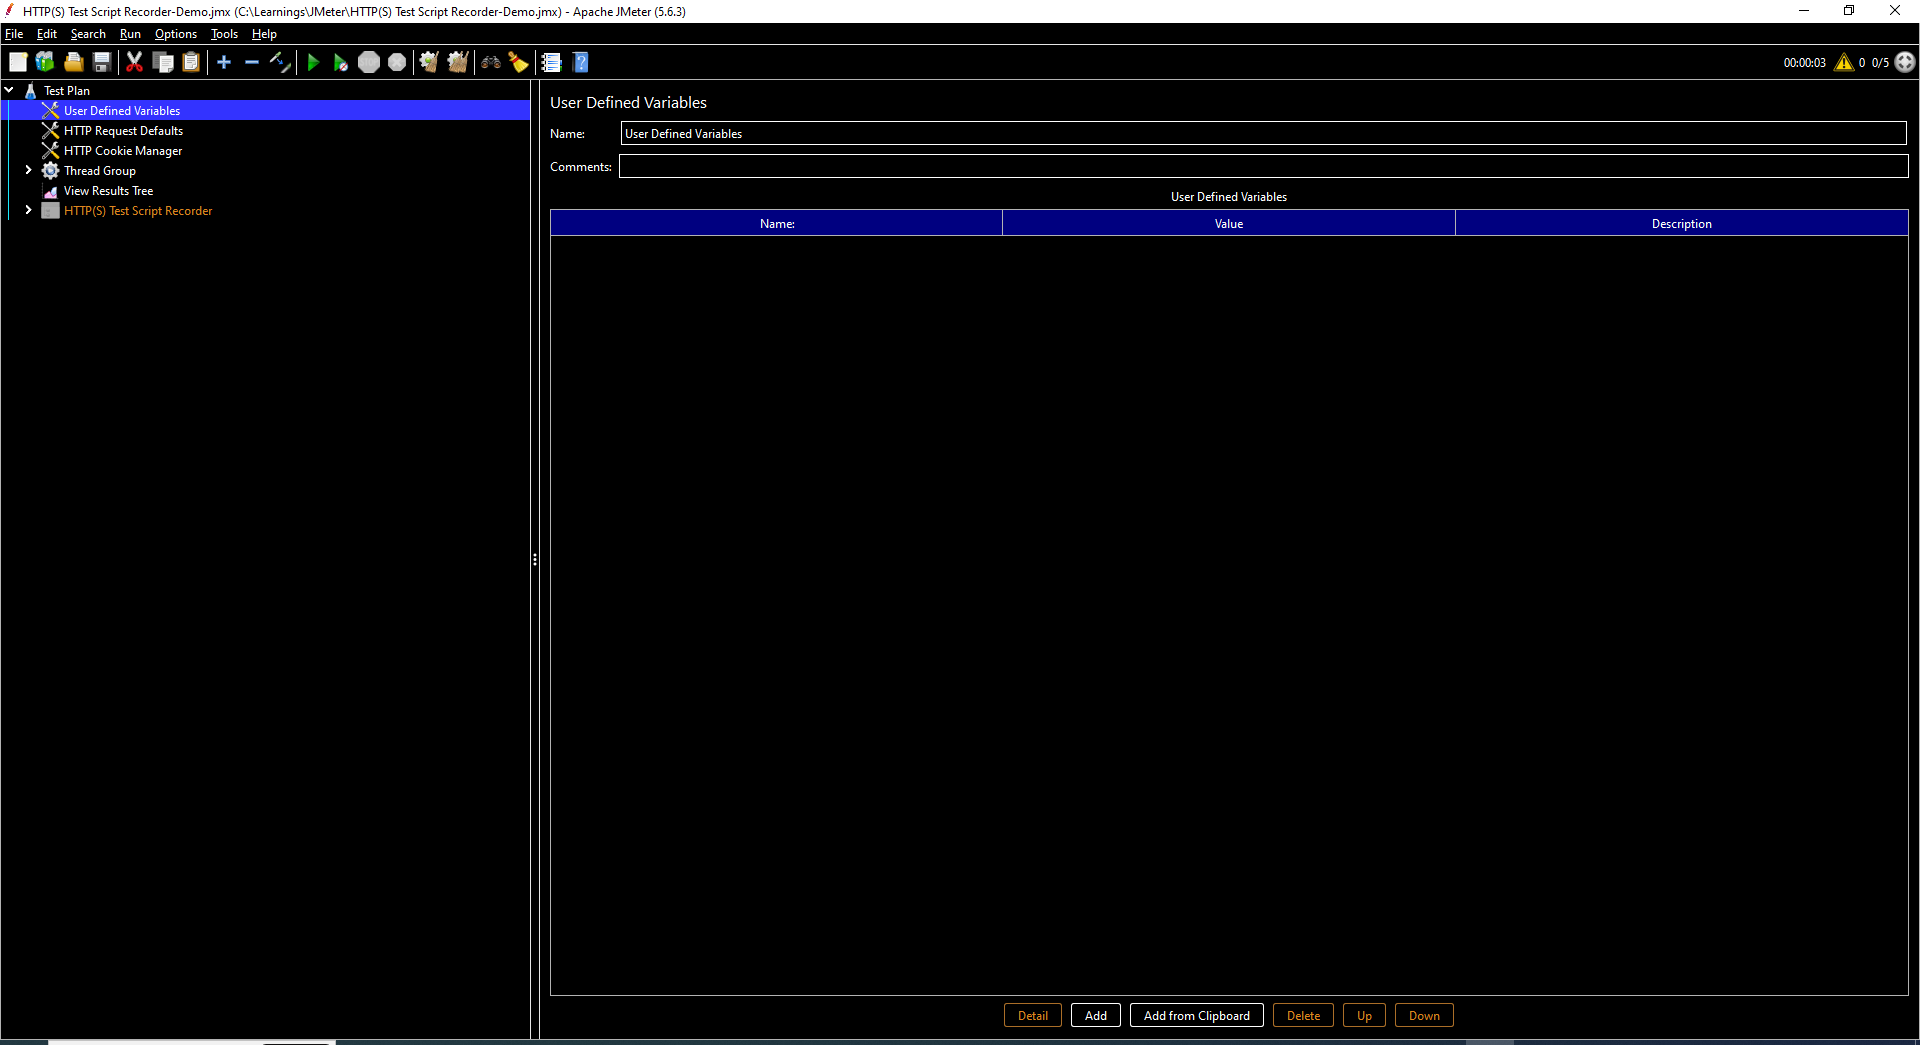 HTTP(S) Test Script Recorder-Demo.jmx (C:\Learnings\JMeter\HTTP(S) Test Script Recorder-Demo.jmx) - Apache JMeter (5.6.3)
File Edit Search Run Options Tools Help
00:00:03 0 0/5
Test Plan
User Defined Variables
HTTP Request Defaults
HTTP Cookie Manager
Thread Group
View Results Tree
HTTP(S) Test Script Recorder
User Defined Variables
Name: User Defined Variables
Comments:
User Defined Variables
Name: Value Description
Detail Add Add from Clipboard Delete Up Down